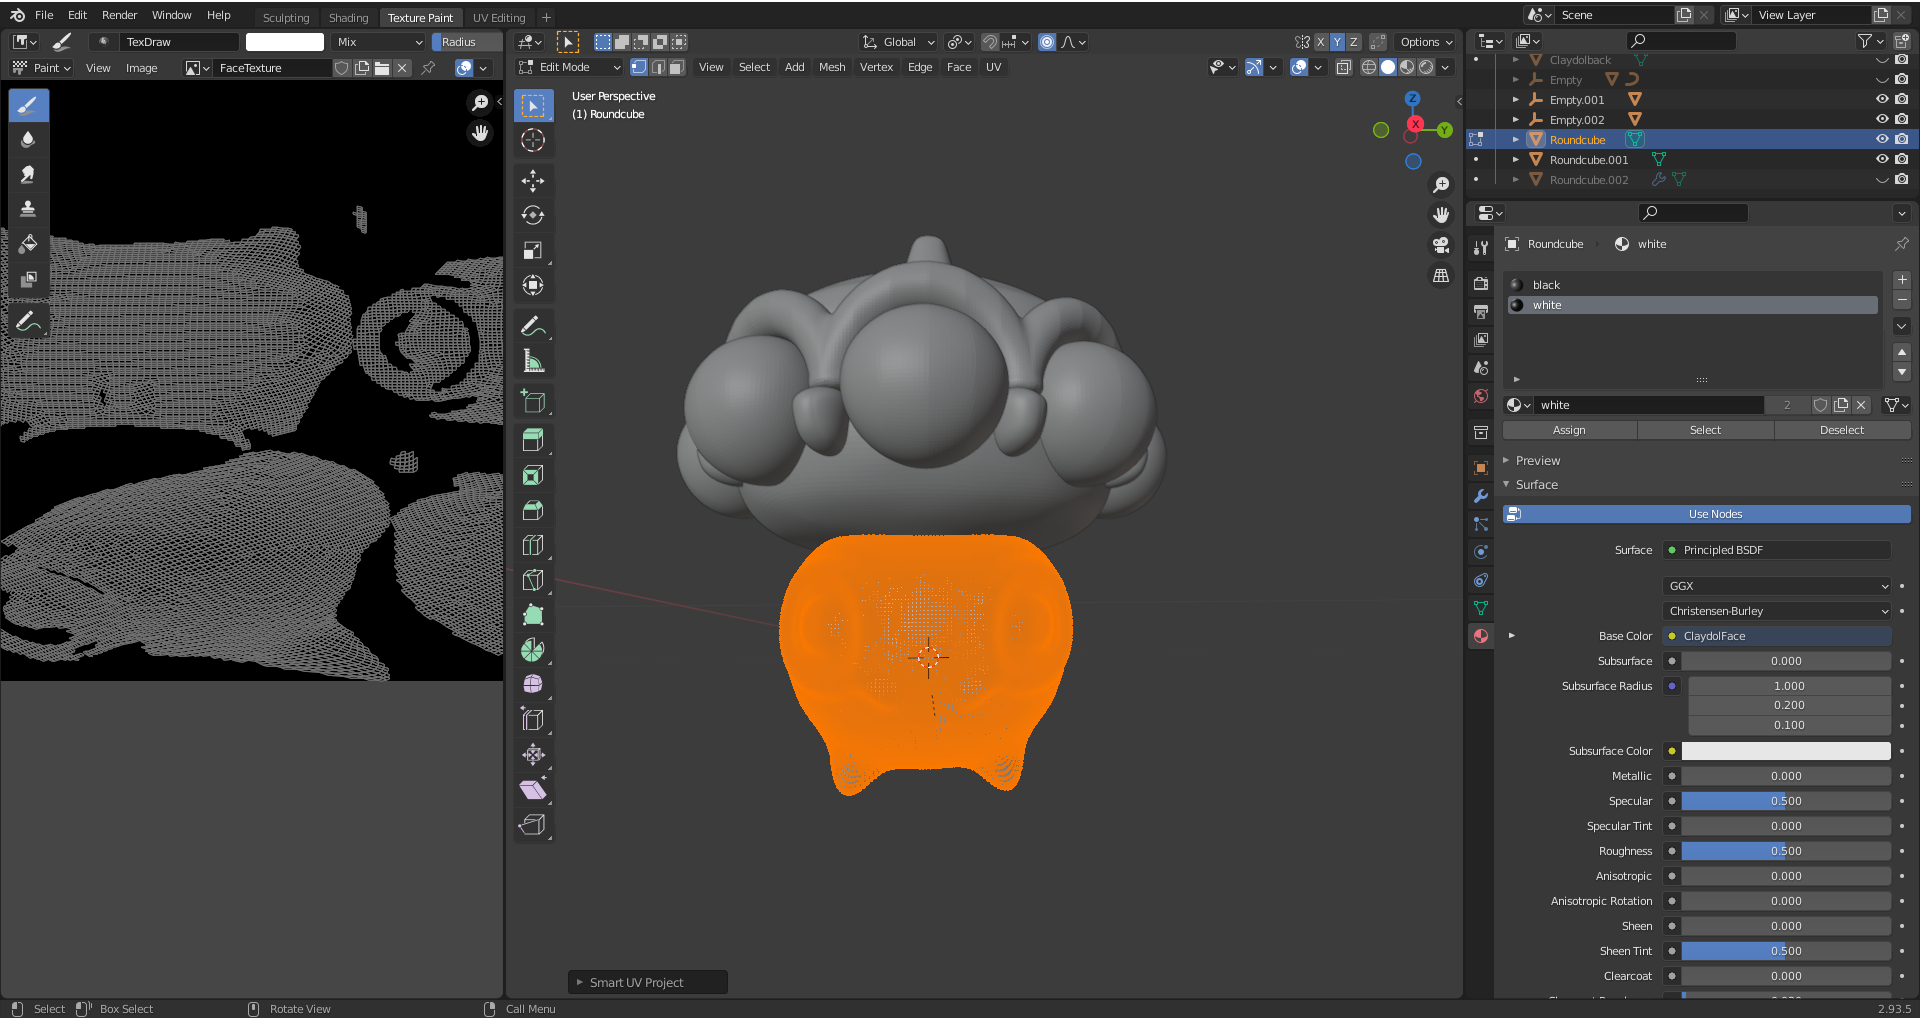 File Edit Render Window Help Sculpting Shading Texture Paint UV Editing + Scene View Layer
TexDraw Mix Radius Global X Y Z Options
Paint View Image FaceTexture Edit Mode View Select Add Mesh Vertex Edge Face UV
User Perspective
(1) Roundcube
Z
X
Y
Claydolback
Empty
Empty.001
Empty.002
Roundcube
Roundcube.001
Roundcube.002
Roundcube white
black
white
white 2
Assign Select Deselect
Preview
Surface
Use Nodes
Surface Principled BSDF
GGX
Christensen-Burley
Base Color ClaydolFace
Subsurface 0.000
Subsurface Radius 1.000
0.200
0.100
Subsurface Color
Metallic 0.000
Specular 0.500
Specular Tint 0.000
Roughness 0.500
Anisotropic 0.000
Anisotropic Rotation 0.000
Sheen 0.000
Sheen Tint 0.500
Clearcoat 0.000
Smart UV Project
Select Box Select Rotate View Call Menu 2.93.5